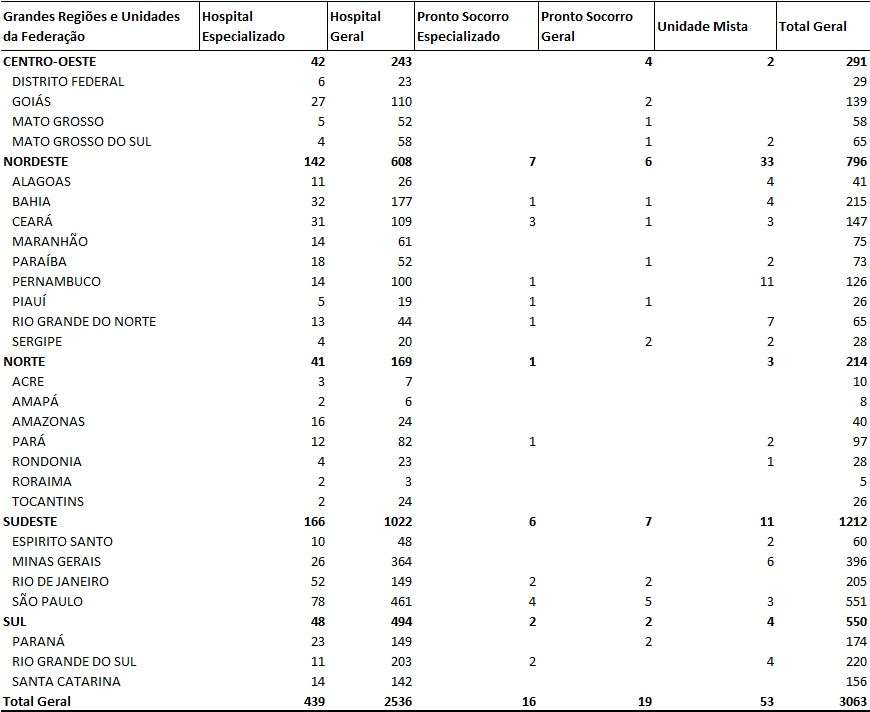 Grandes Regiões e Unidades da Federação Hospital Especializado Hospital Geral Pronto Socorro Especializado Pronto Socorro Geral Unidade Mista Total Geral
CENTRO-OESTE 42 243 4 2 291
DISTRITO FEDERAL 6 23 29
GOIÁS 27 110 2 139
MATO GROSSO 5 52 1 58
MATO GROSSO DO SUL 4 58 1 2 65
NORDESTE 142 608 7 6 33 796
ALAGOAS 11 26 4 41
BAHIA 32 177 1 1 4 215
CEARÁ 31 109 3 1 3 147
MARANHÃO 14 61 75
PARAÍBA 18 52 1 2 73
PERNAMBUCO 14 100 1 11 126
PIAUÍ 5 19 1 1 26
RIO GRANDE DO NORTE 13 44 1 7 65
SERGIPE 4 20 2 2 28
NORTE 41 169 1 3 214
ACRE 3 7 10
AMAPÁ 2 6 8
AMAZONAS 16 24 40
PARÁ 12 82 1 2 97
RONDONIA 4 23 1 28
RORAIMA 2 3 5
TOCANTINS 2 24 26
SUDESTE 166 1022 6 7 11 1212
ESPIRITO SANTO 10 48 2 60
MINAS GERAIS 26 364 6 396
RIO DE JANEIRO 52 149 2 2 205
SÃO PAULO 78 461 4 5 3 551
SUL 48 494 2 2 4 550
PARANÁ 23 149 2 174
RIO GRANDE DO SUL 11 203 2 4 220
SANTA CATARINA 14 142 156
Total Geral 439 2536 16 19 53 3063